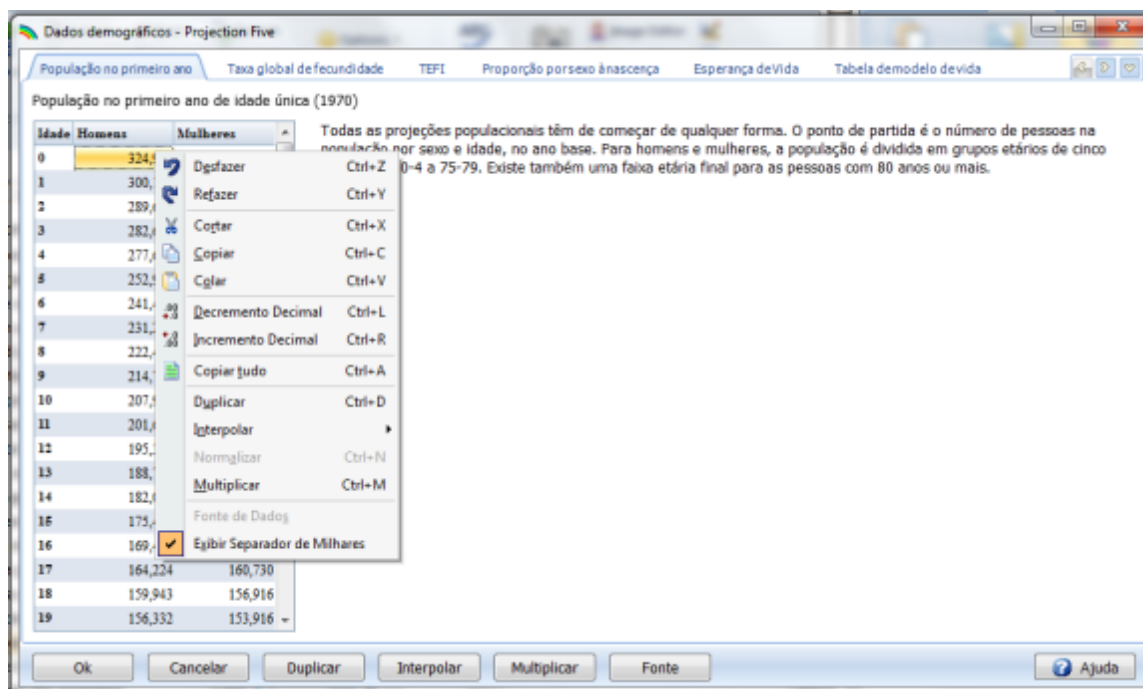 Dados demográficos - Projection Five
População no primeiro ano Taxa global de fecundidade TEFI Proporção por sexo à nascença Esperança de Vida Tabela de modelo de vida
População no primeiro ano de idade única (1970)
Idade Homens Mulheres
Todas as projeções populacionais têm de começar de qualquer forma. O ponto de partida é o número de pessoas na
população por sexo e idade, no ano base. Para homens e mulheres, a população é dividida em grupos etários de cinco
0-4 a 75-79. Existe também uma faixa etária final para as pessoas com 80 anos ou mais.
0 324,
1 300,
2 289,
3 282,
4 277,
5 252,
6 241,
7 231,
8 222,
9 214,
10 207,
11 201,
12 195,
13 188,
14 182,
15 175,
16 169,
17 164,224 160,730
18 159,943 156,916
19 156,332 153,916
Desfazer Ctrl+Z
Refazer Ctrl+Y
Cortar Ctrl+X
Copiar Ctrl+C
Colar Ctrl+V
Decremento Decimal Ctrl+L
Incremento Decimal Ctrl+R
Copiar tudo Ctrl+A
Duplicar Ctrl+D
Interpolar
Normalizar Ctrl+N
Multiplicar Ctrl+M
Fonte de Dados
Exibir Separador de Milhares
Ok Cancelar Duplicar Interpolar Multiplicar Fonte Ajuda